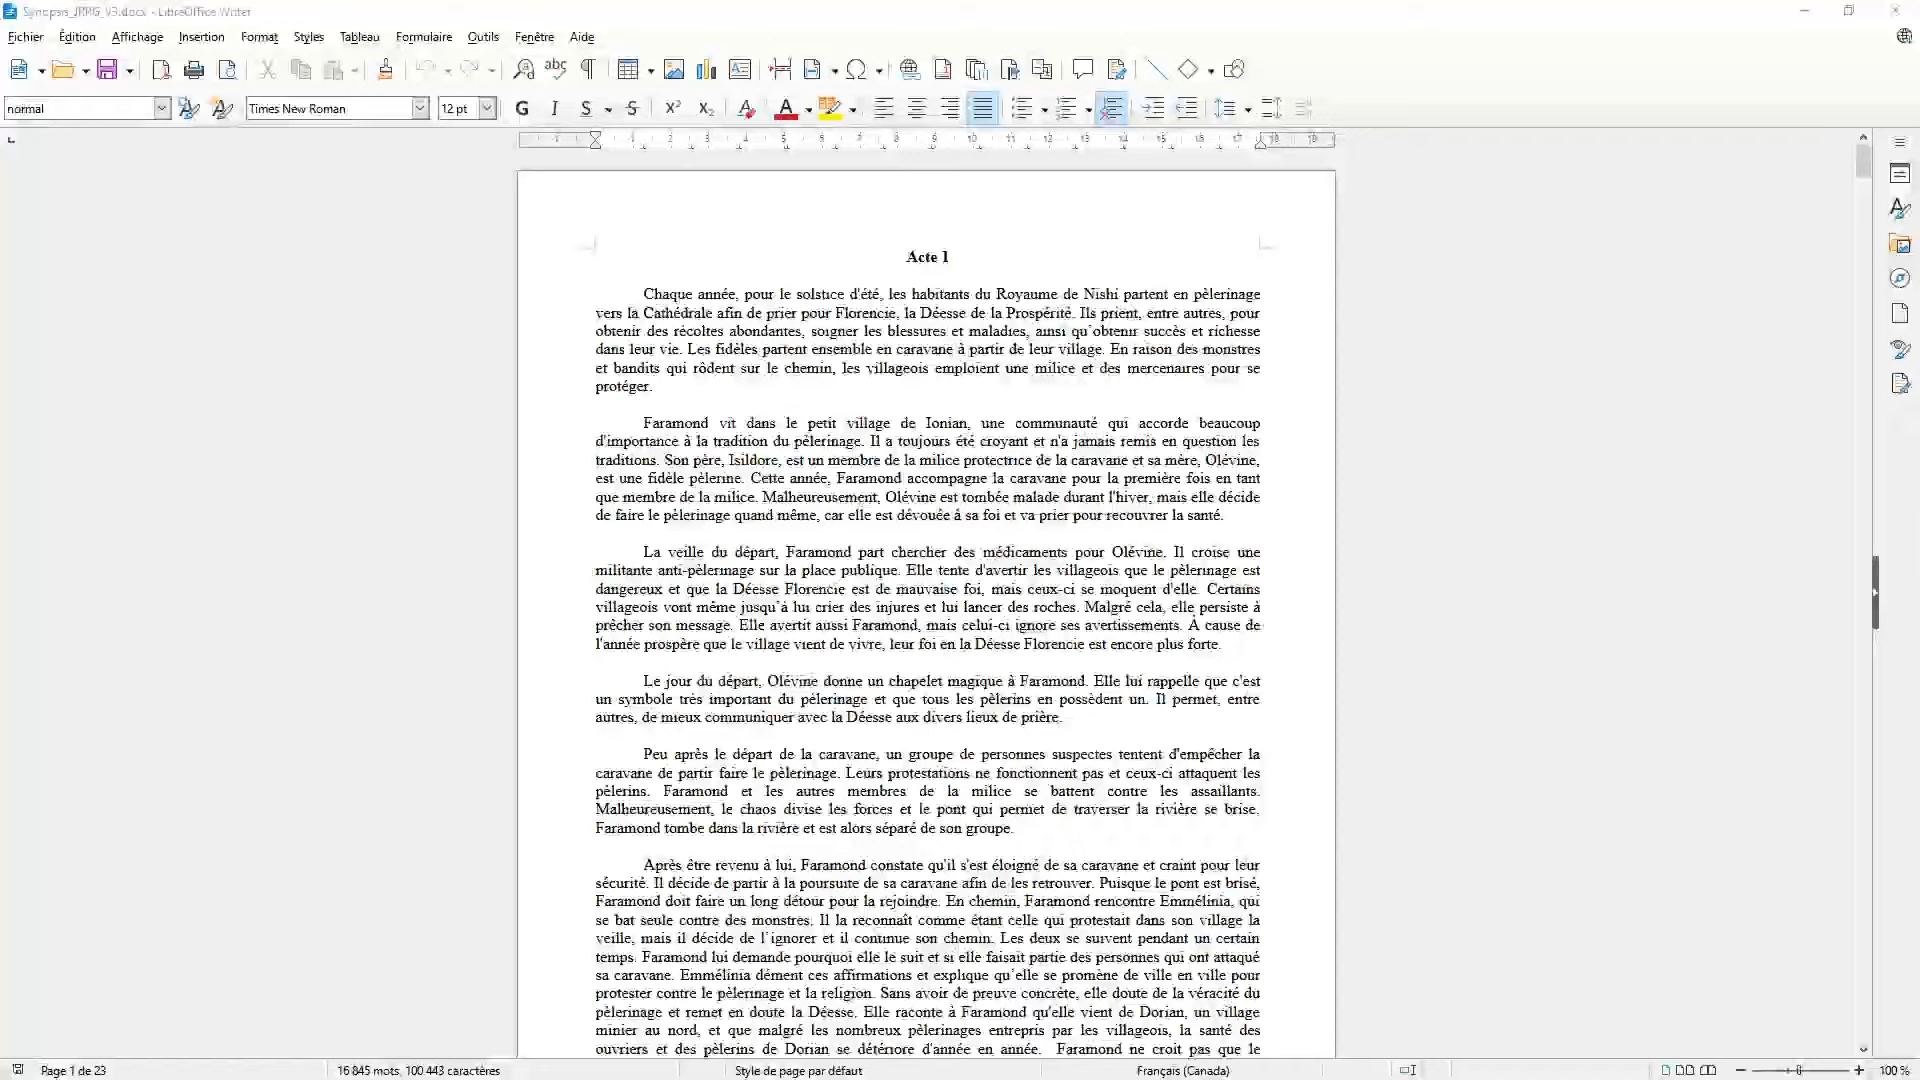 Synopsis_JRPG_V3.docx - LibreOffice Writer
Fichier Édition Affichage Insertion Format Styles Tableau Formulaire Outils Fenêtre Aide
normal Times New Roman 12 pt G I S S X² X₂ A
1 1 2 3 4 5 6 7 8 9 10 11 12 13 14 15 16 17 18 19
Acte 1
Chaque année, pour le solstice d'été, les habitants du Royaume de Nishi partent en pèlerinage
vers la Cathédrale afin de prier pour Florencie, la Déesse de la Prospérité. Ils prient, entre autres, pour
obtenir des récoltes abondantes, soigner les blessures et maladies, ainsi qu'obtenir succès et richesse
dans leur vie. Les fidèles partent ensemble en caravane à partir de leur village. En raison des monstres
et bandits qui rôdent sur le chemin, les villageois emploient une milice et des mercenaires pour se
protéger.
Faramond vit dans le petit village de Ionian, une communauté qui accorde beaucoup
d'importance à la tradition du pèlerinage. Il a toujours été croyant et n'a jamais remis en question les
traditions. Son père, Isildore, est un membre de la milice protectrice de la caravane et sa mère, Olévine,
est une fidèle pèlerine. Cette année, Faramond accompagne la caravane pour la première fois en tant
que membre de la milice. Malheureusement, Olévine est tombée malade durant l'hiver, mais elle décide
de faire le pèlerinage quand même, car elle est dévouée à sa foi et va prier pour recouvrer la santé.
La veille du départ, Faramond part chercher des médicaments pour Olévine. Il croise une
militante anti-pèlerinage sur la place publique. Elle tente d'avertir les villageois que le pèlerinage est
dangereux et que la Déesse Florencie est de mauvaise foi, mais ceux-ci se moquent d'elle. Certains
villageois vont même jusqu'à lui crier des injures et lui lancer des roches. Malgré cela, elle persiste à
prêcher son message. Elle avertit aussi Faramond, mais celui-ci ignore ses avertissements. À cause de
l'année prospère que le village vient de vivre, leur foi en la Déesse Florencie est encore plus forte.
Le jour du départ, Olévine donne un chapelet magique à Faramond. Elle lui rappelle que c'est
un symbole très important du pèlerinage et que tous les pèlerins en possèdent un. Il permet, entre
autres, de mieux communiquer avec la Déesse aux divers lieux de prière.
Peu après le départ de la caravane, un groupe de personnes suspectes tentent d'empêcher la
caravane de partir faire le pèlerinage. Leurs protestations ne fonctionnent pas et ceux-ci attaquent les
pèlerins. Faramond et les autres membres de la milice se battent contre les assaillants.
Malheureusement, le chaos divise les forces et le pont qui permet de traverser la rivière se brise.
Faramond tombe dans la rivière et est alors séparé de son groupe.
Après être revenu à lui, Faramond constate qu'il s'est éloigné de sa caravane et craint pour leur
sécurité. Il décide de partir à la poursuite de sa caravane afin de les retrouver. Puisque le pont est brisé,
Faramond doit faire un long détour pour la rejoindre. En chemin, Faramond rencontre Emmélinia, qui
se bat seule contre des monstres. Il la reconnaît comme étant celle qui protestait dans son village la
veille, mais il décide de l'ignorer et il continue son chemin. Les deux se suivent pendant un certain
temps. Faramond lui demande pourquoi elle le suit et si elle faisait partie des personnes qui ont attaqué
sa caravane. Emmélinia dément ces affirmations et explique qu'elle se promène de ville en ville pour
protester contre le pèlerinage et la religion. Sans avoir de preuve concrète, elle doute de la véracité du
pèlerinage et remet en doute la Déesse. Elle raconte à Faramond qu'elle vient de Dorian, un village
minier au nord, et que malgré les nombreux pèlerinages entrepris par les villageois, la santé des
ouvriers et des pèlerins de Dorian se détériore d'année en année. Faramond ne croit pas que le
Page 1 de 23 16 845 mots, 100 443 caractères Style de page par défaut Français (Canada) 100 %